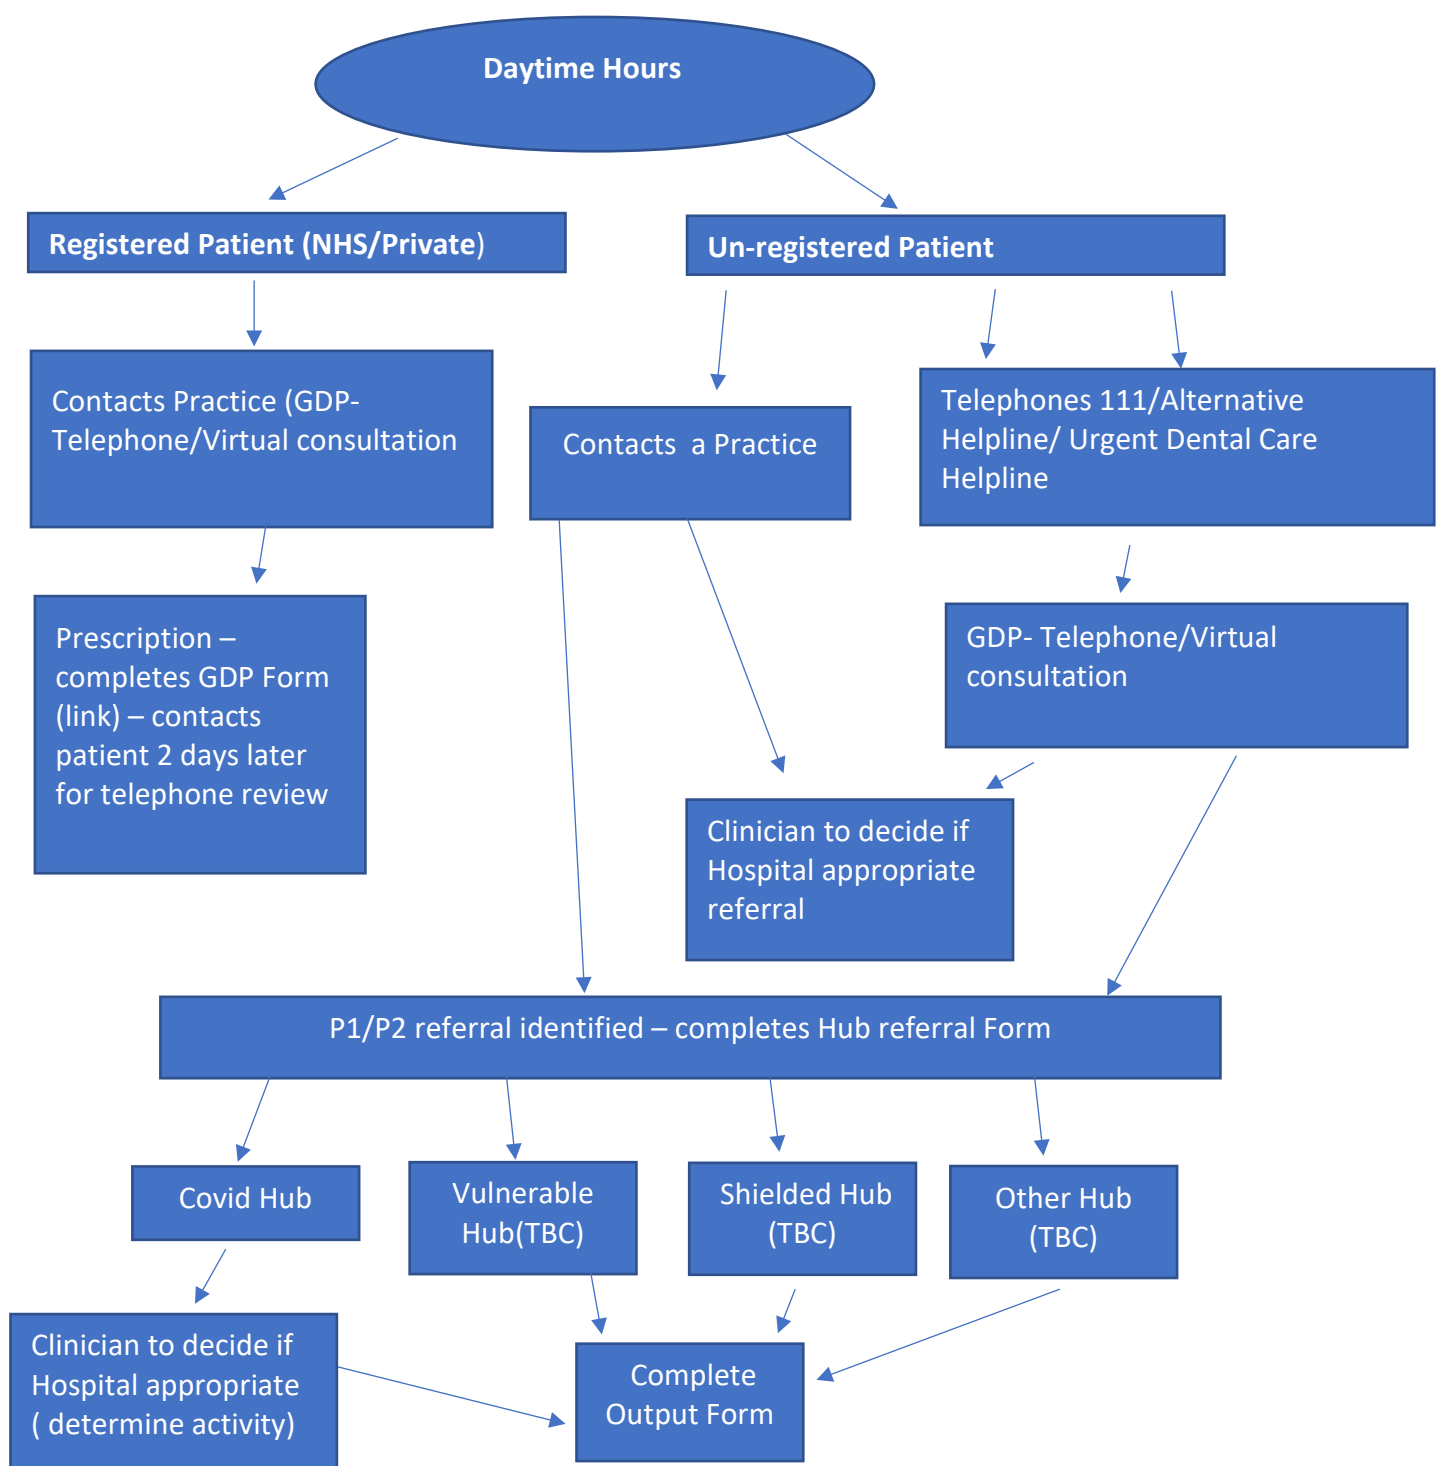 Daytime Hours
Registered Patient (NHS/Private)
Un-registered Patient
Contacts Practice (GDP-
Telephone/Virtual consultation
Contacts  a Practice
Telephones 111/Alternative
Helpline/ Urgent Dental Care
Helpline
Prescription –
completes GDP Form
(link) – contacts
patient 2 days later
for telephone review
GDP- Telephone/Virtual
consultation
Clinician to decide if
Hospital appropriate
referral
P1/P2 referral identified – completes Hub referral Form
Covid Hub
Vulnerable
Hub(TBC)
Shielded Hub
(TBC)
Other Hub
(TBC)
Clinician to decide if
Hospital appropriate
( determine activity)
Complete
Output Form